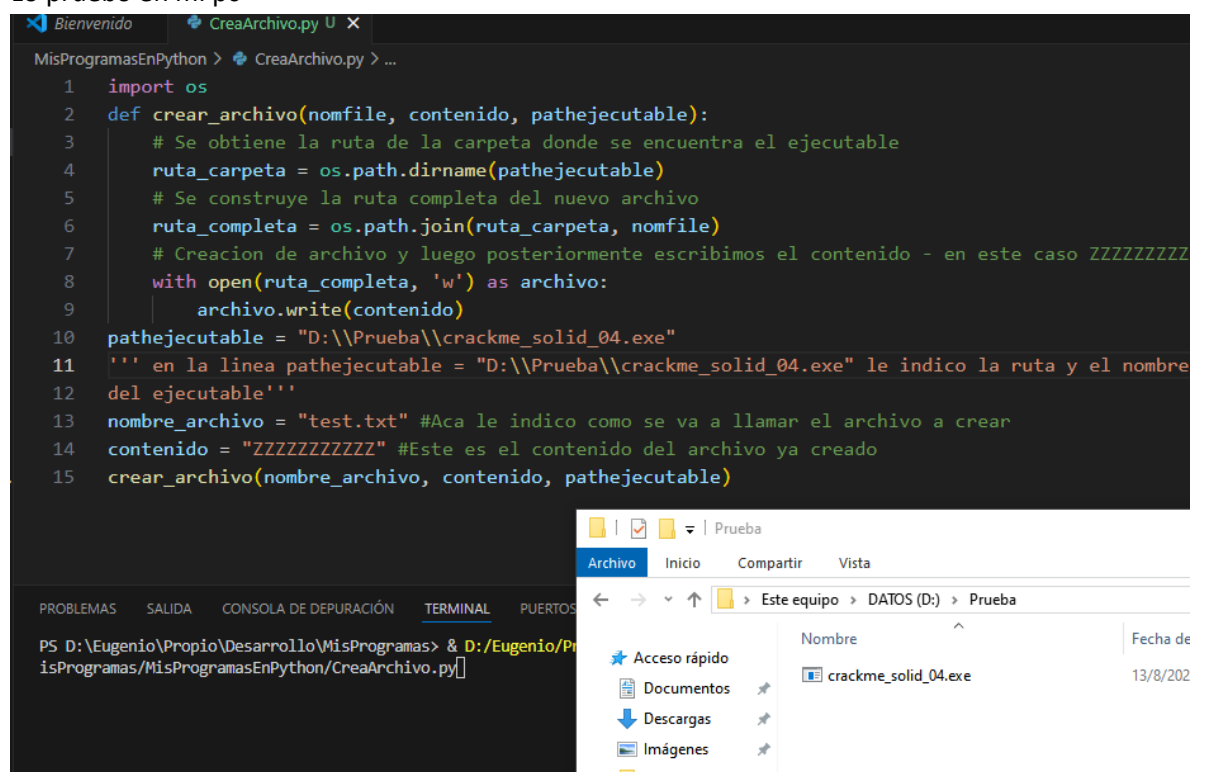 Bienvenido CreaArchivo.py U X
MisProgramasEnPython > CreaArchivo.py > ...
1 import os
2 def crear_archivo(nomfile, contenido, pathejecutable):
3 # Se obtiene la ruta de la carpeta donde se encuentra el ejecutable
4 ruta_carpeta = os.path.dirname(pathejecutable)
5 # Se construye la ruta completa del nuevo archivo
6 ruta_completa = os.path.join(ruta_carpeta, nomfile)
7 # Creacion de archivo y luego posteriormente escribimos el contenido - en este caso ZZZZZZZZZ
8 with open(ruta_completa, 'w') as archivo:
9 archivo.write(contenido)
10 pathejecutable = "D:\\Prueba\\crackme_solid_04.exe"
11 ''' en la linea pathejecutable = "D:\\Prueba\\crackme_solid_04.exe" le indico la ruta y el nombre
12 del ejecutable'''
13 nombre_archivo = "test.txt" #Aca le indico como se va a llamar el archivo a crear
14 contenido = "ZZZZZZZZZZZ" #Este es el contenido del archivo ya creado
15 crear_archivo(nombre_archivo, contenido, pathejecutable)
Prueba
Archivo Inicio Compartir Vista
Este equipo > DATOS (D:) > Prueba
Nombre Fecha de
Acceso rápido
crackme_solid_04.exe 13/8/202
Documentos
Descargas
Imágenes
PROBLEMAS SALIDA CONSOLA DE DEPURACIÓN TERMINAL PUERTOS
PS D:\Eugenio\Propio\Desarrollo\MisProgramas> & D:/Eugenio/Pr
isProgramas/MisProgramasEnPython/CreaArchivo.py